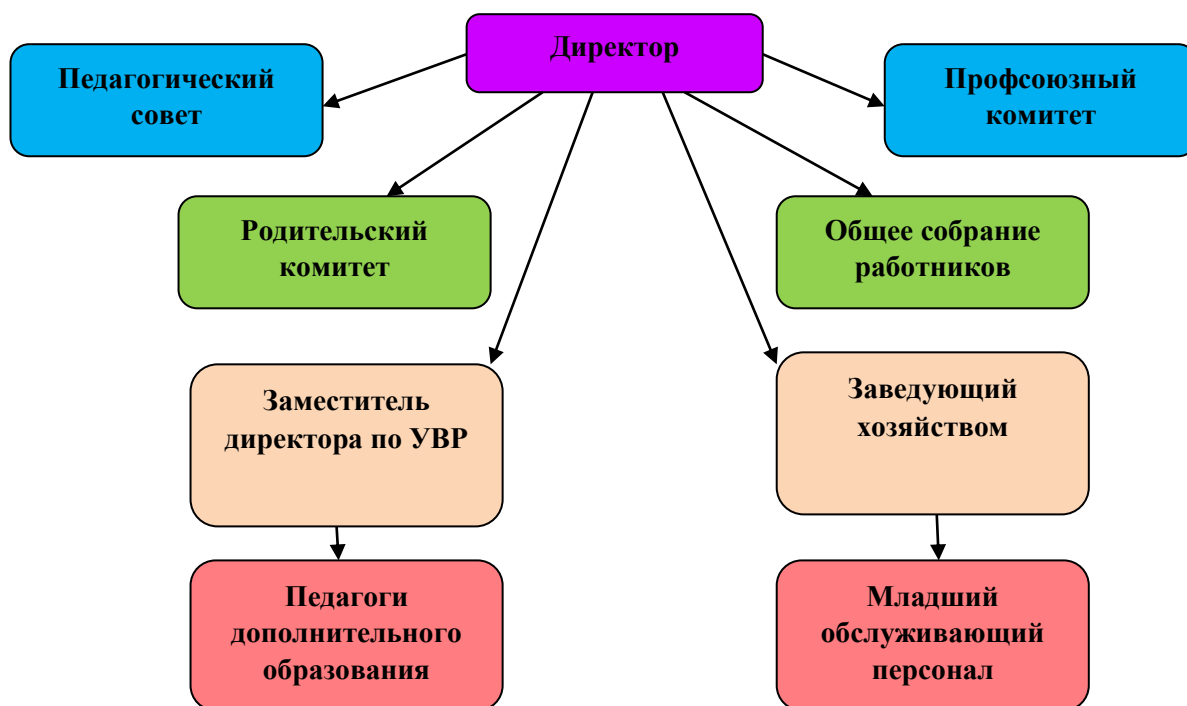 Директор
Педагогический
совет
Профсоюзный
комитет
Родительский
комитет
Общее собрание
работников
Заместитель
директора по УВР
Заведующий
хозяйством
Педагоги
дополнительного
образования
Младший
обслуживающий
персонал